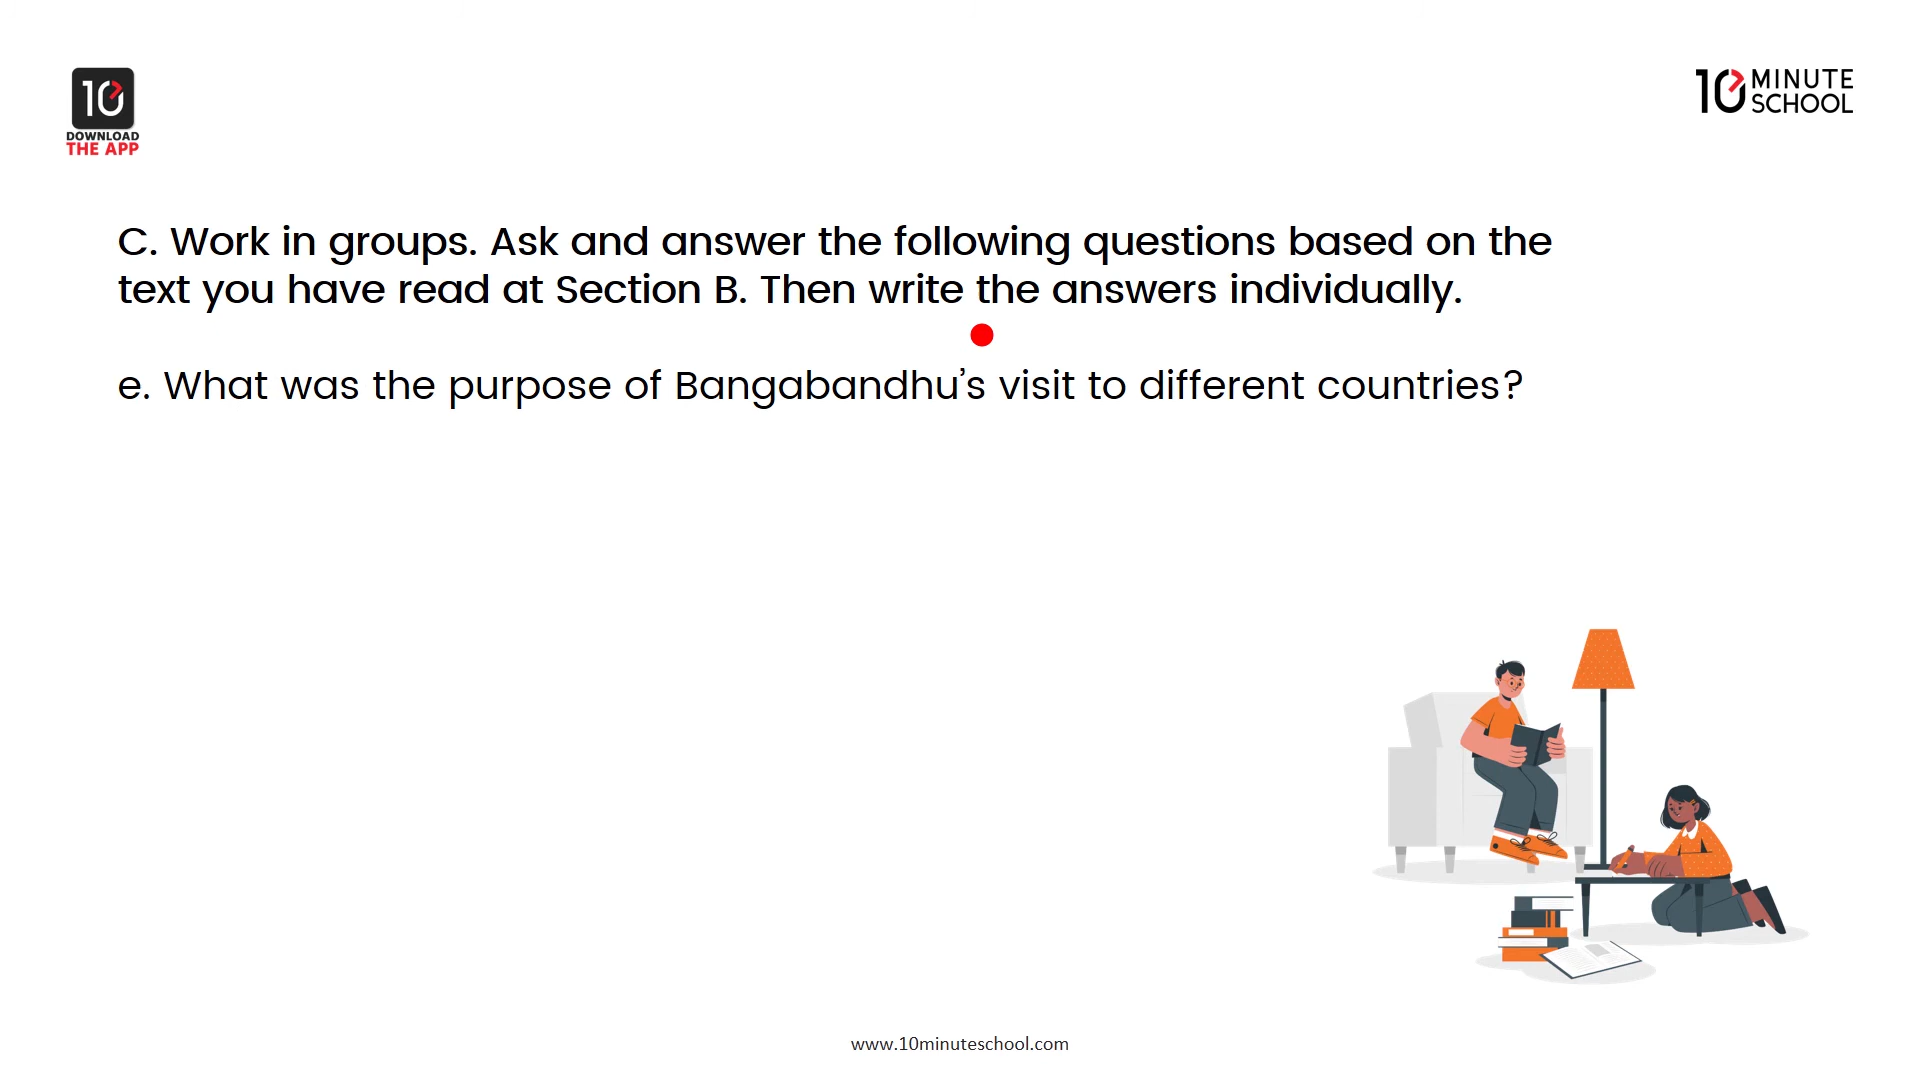 10
DOWNLOAD
THE APP
10 MINUTE
SCHOOL
C. Work in groups. Ask and answer the following questions based on the
text you have read at Section B. Then write the answers individually.
e. What was the purpose of Bangabandhu’s visit to different countries?
www.10minuteschool.com